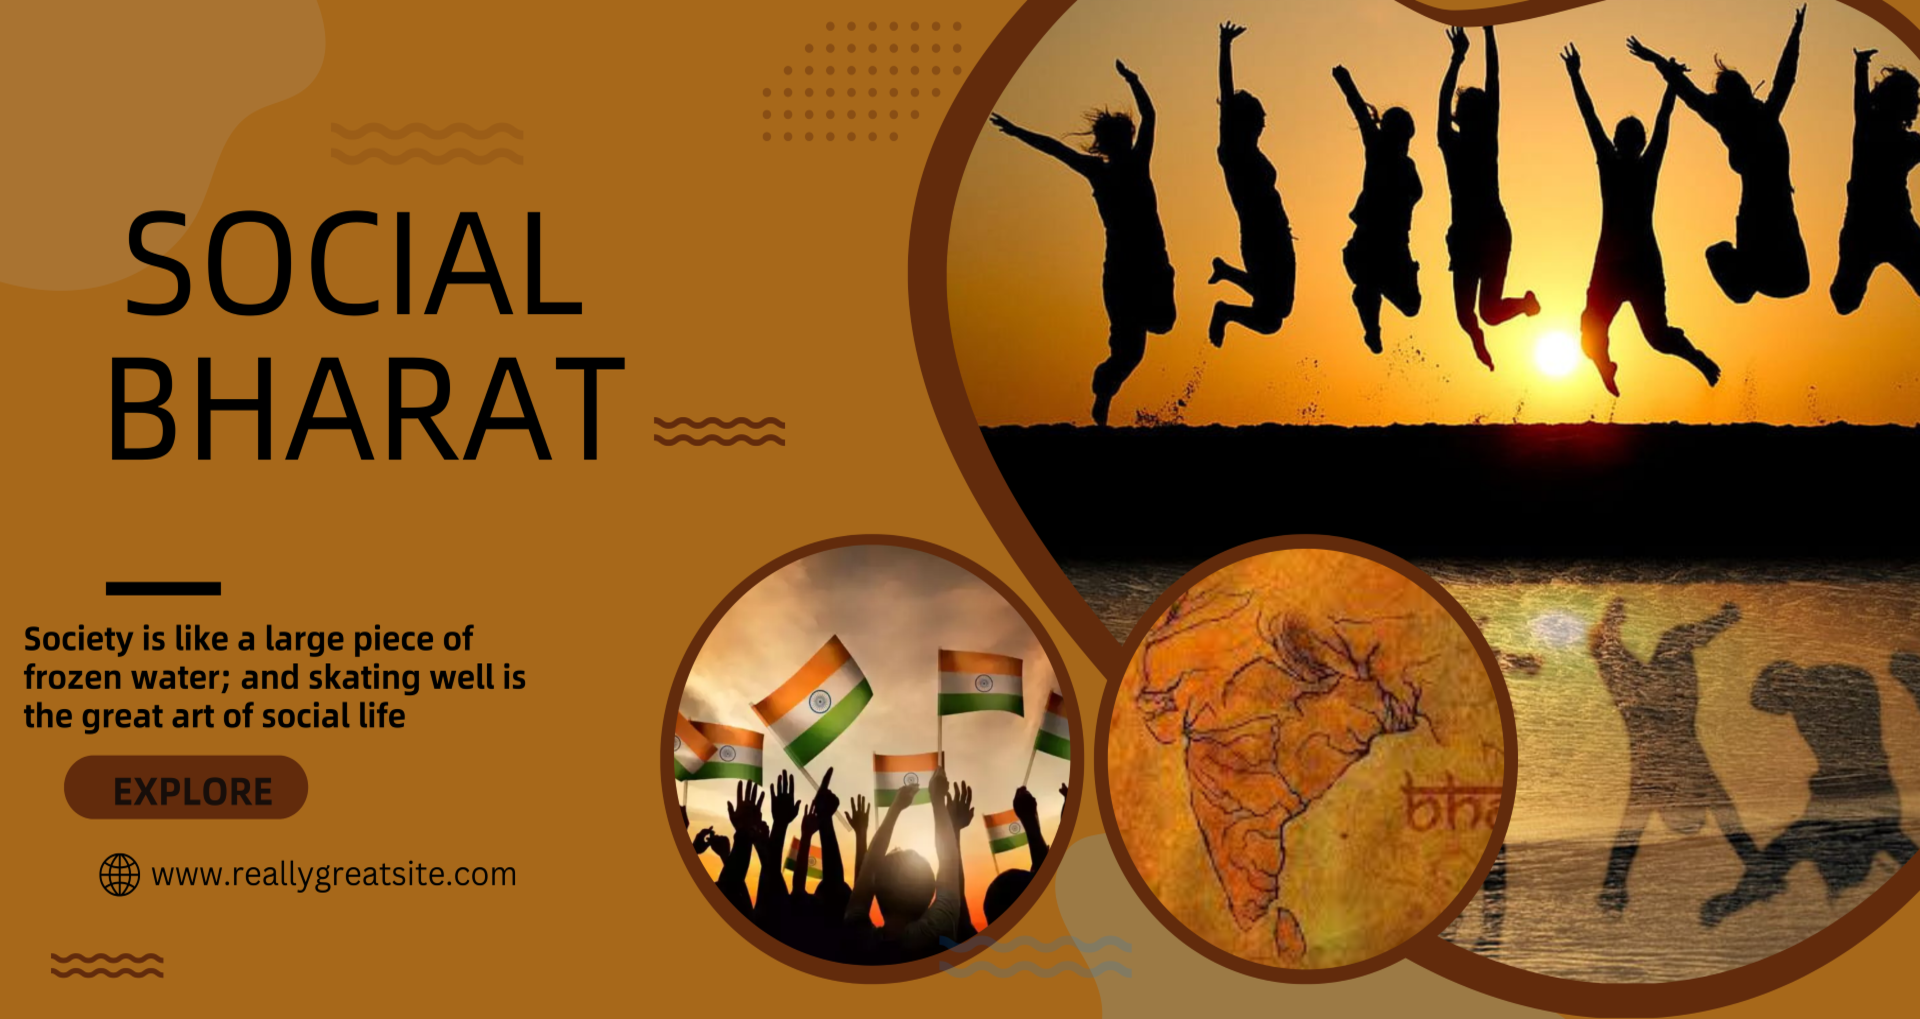 SOCIAL
BHARAT
Society is like a large piece of
frozen water; and skating well is
the great art of social life
EXPLORE
www.reallygreatsite.com